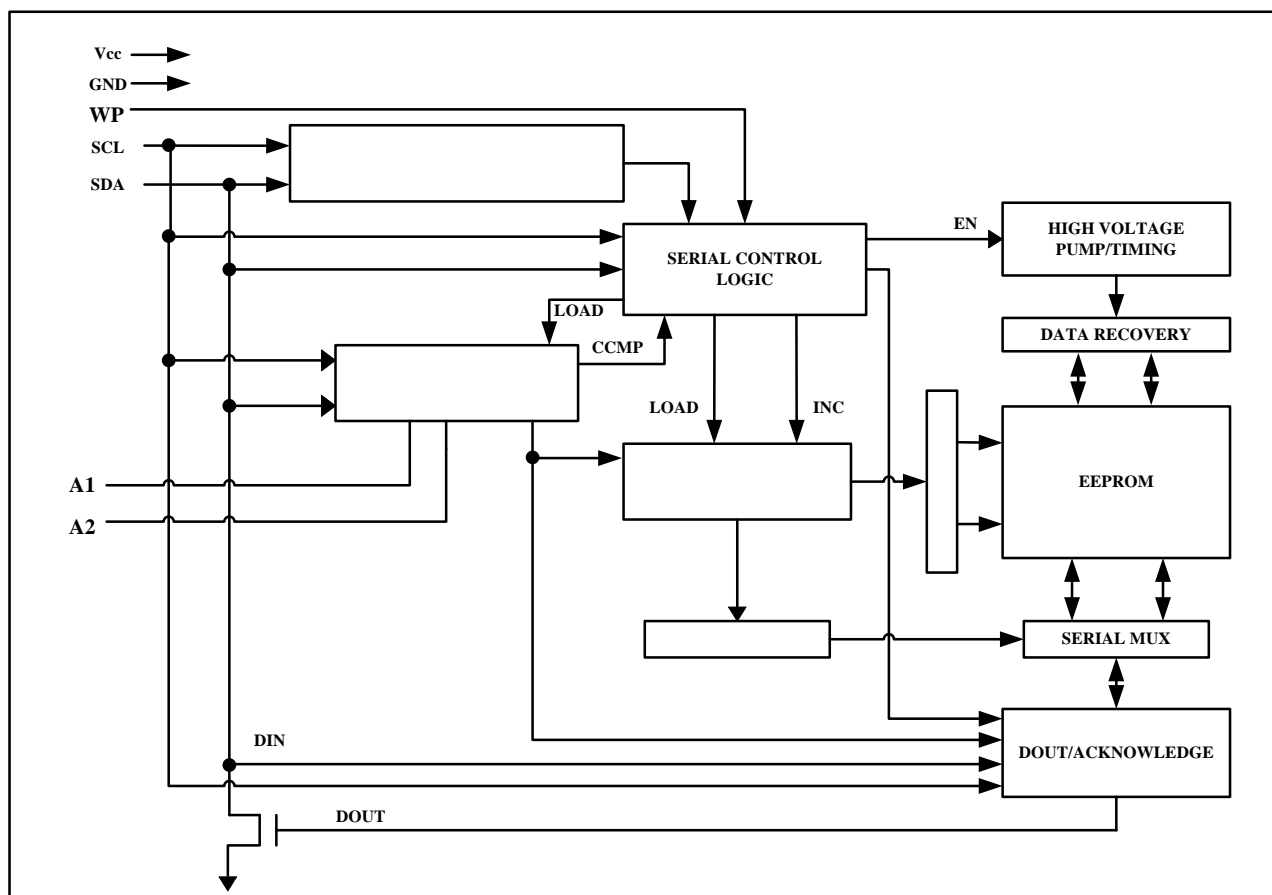 Vcc
GND
WP
SCL
SDA
SERIAL CONTROL
LOGIC
EN
HIGH VOLTAGE
PUMP/TIMING
LOAD
CCMP
DATA RECOVERY
LOAD
INC
A1
A2
EEPROM
SERIAL MUX
DIN
DOUT/ACKNOWLEDGE
DOUT